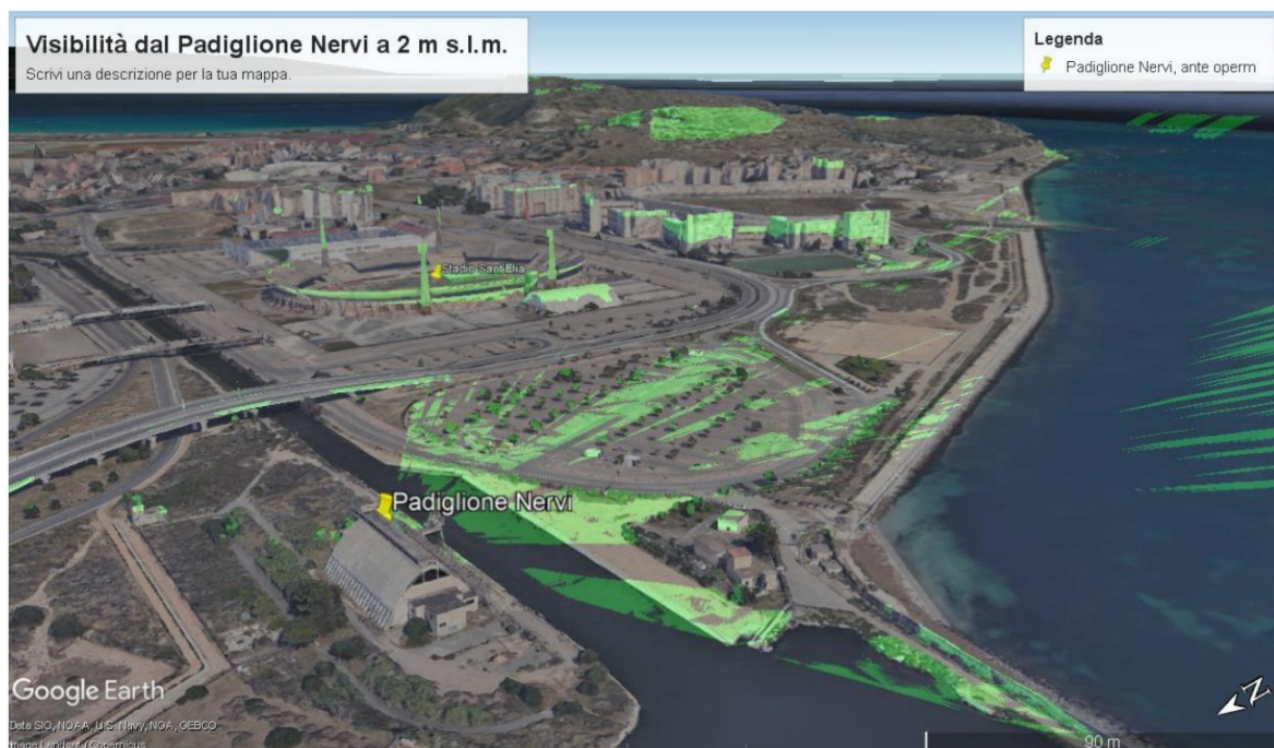 Visibilità dal Padiglione Nervi a 2 m s.l.m.
Scrivi una descrizione per la tua mappa.
Legenda
Padiglione Nervi, ante operm
Stadio Sant'Elia
Padiglione Nervi
Google Earth
Data SIO, NOAA, U.S. Navy, NGA, GEBCO
Image Landsat / Copernicus
90 m
N